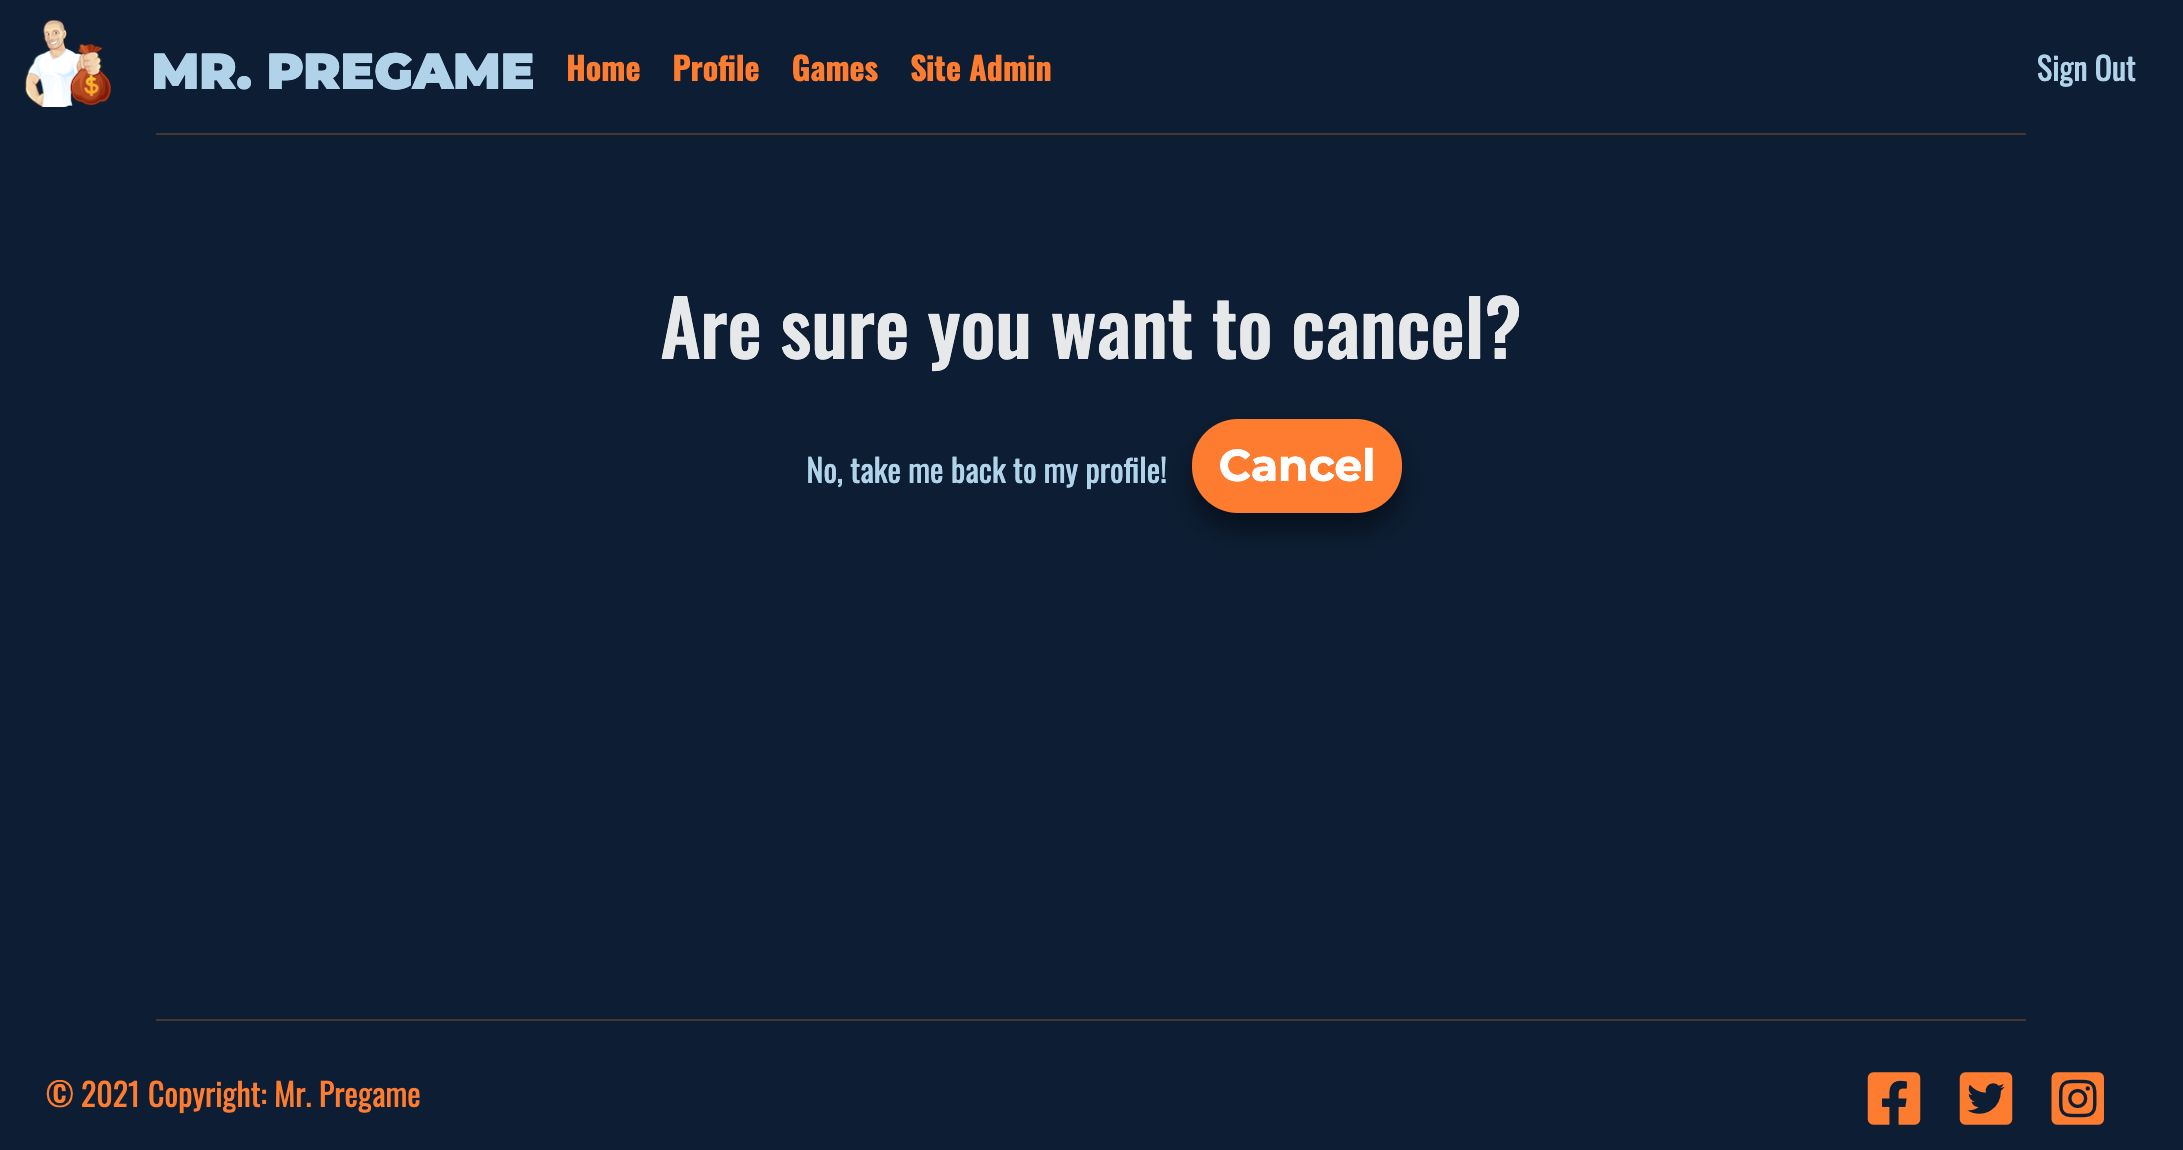 MR. PREGAME Home Profile Games Site Admin Sign Out
Are sure you want to cancel?
No, take me back to my profile! Cancel
© 2021 Copyright: Mr. Pregame